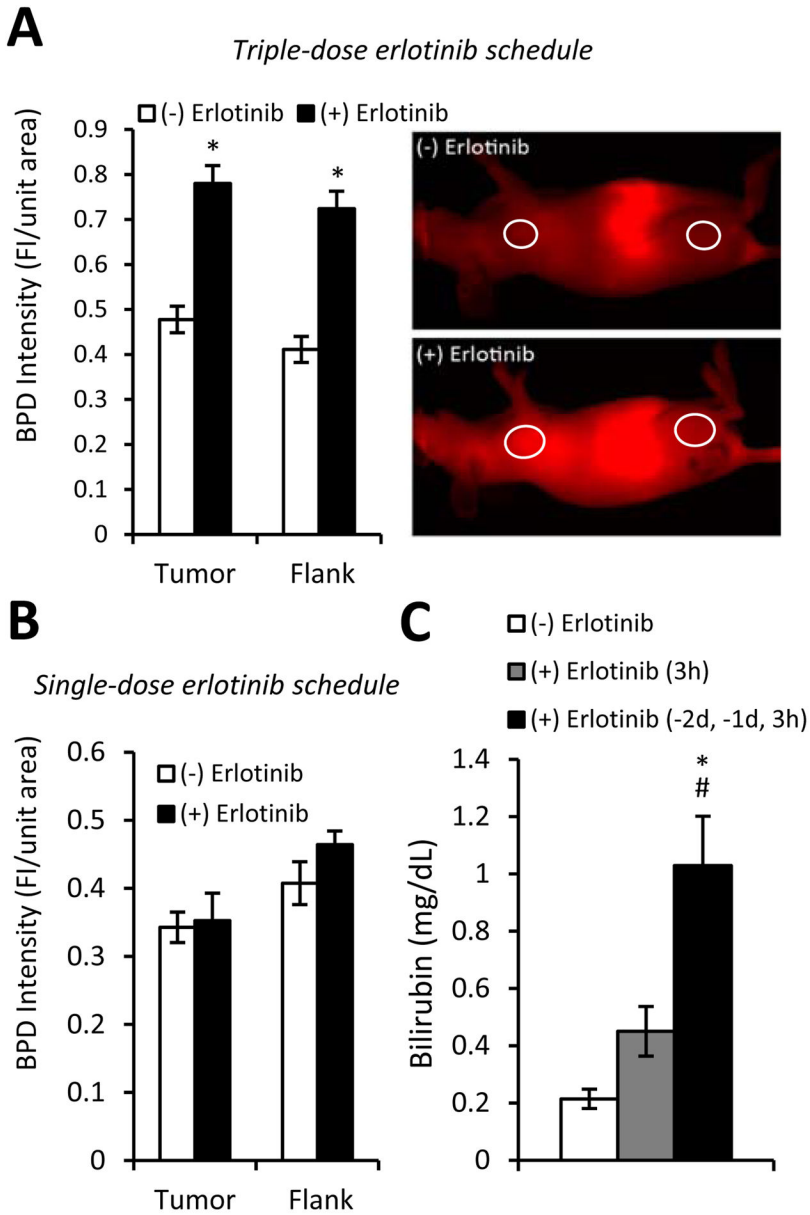 A
Triple-dose erlotinib schedule
(-) Erlotinib (+) Erlotinib
BPD Intensity (FI/unit area)
0.9
0.8
0.7
0.6
0.5
0.4
0.3
0.2
0.1
0
*
*
Tumor Flank
(-) Erlotinib
(+) Erlotinib
B
Single-dose erlotinib schedule
(-) Erlotinib
(+) Erlotinib
BPD Intensity (FI/unit area)
0.6
0.5
0.4
0.3
0.2
0.1
0
Tumor Flank
C
(-) Erlotinib
(+) Erlotinib (3h)
(+) Erlotinib (-2d, -1d, 3h)
Bilirubin (mg/dL)
1.4
1.2
1
0.8
0.6
0.4
0.2
0
*
#